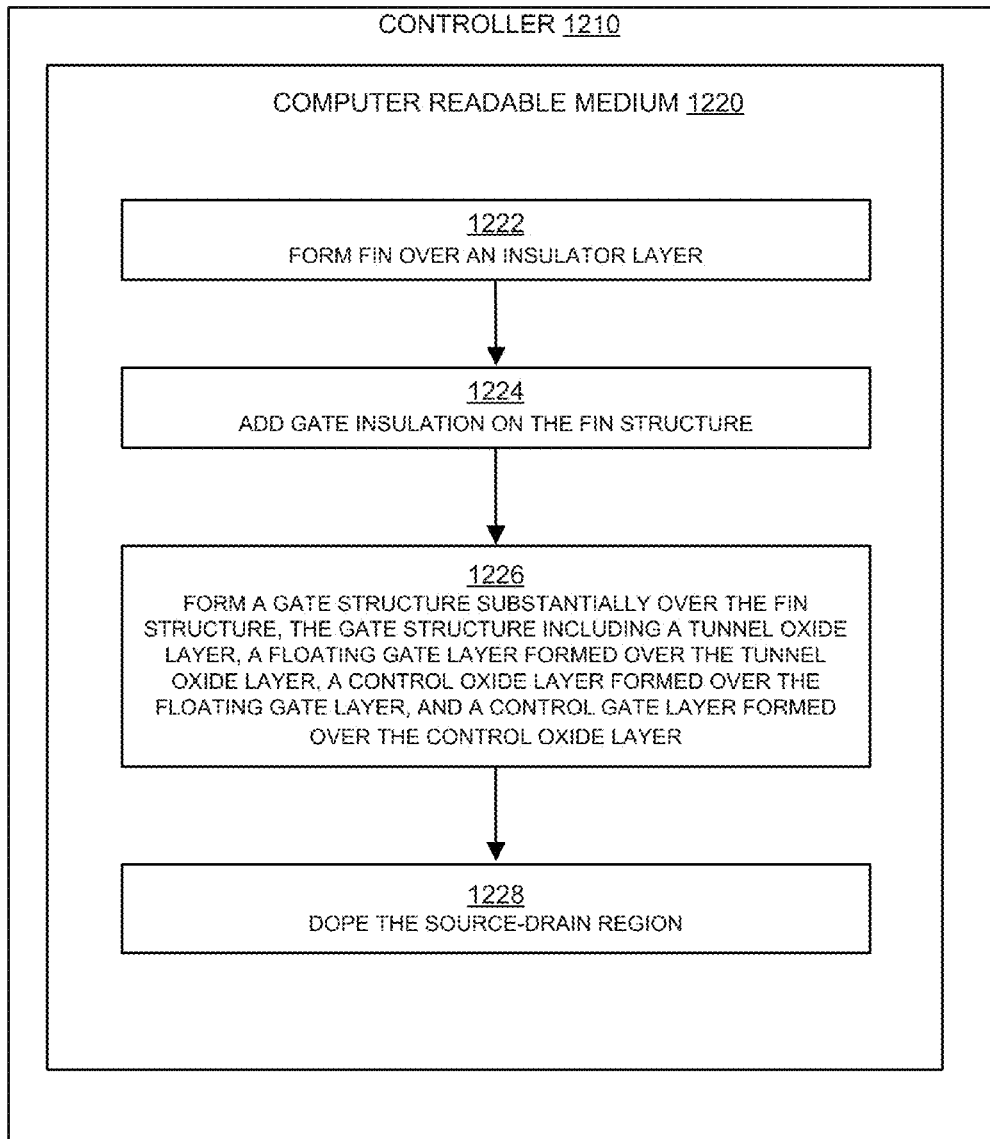 CONTROLLER 1210
COMPUTER READABLE MEDIUM 1220
1222
FORM FIN OVER AN INSULATOR LAYER
1224
ADD GATE INSULATION ON THE FIN STRUCTURE
1226
FORM A GATE STRUCTURE SUBSTANTIALLY OVER THE FIN
STRUCTURE, THE GATE STRUCTURE INCLUDING A TUNNEL OXIDE
LAYER, A FLOATING GATE LAYER FORMED OVER THE TUNNEL
OXIDE LAYER, A CONTROL OXIDE LAYER FORMED OVER THE
FLOATING GATE LAYER, AND A CONTROL GATE LAYER FORMED
OVER THE CONTROL OXIDE LAYER
1228
DOPE THE SOURCE-DRAIN REGION